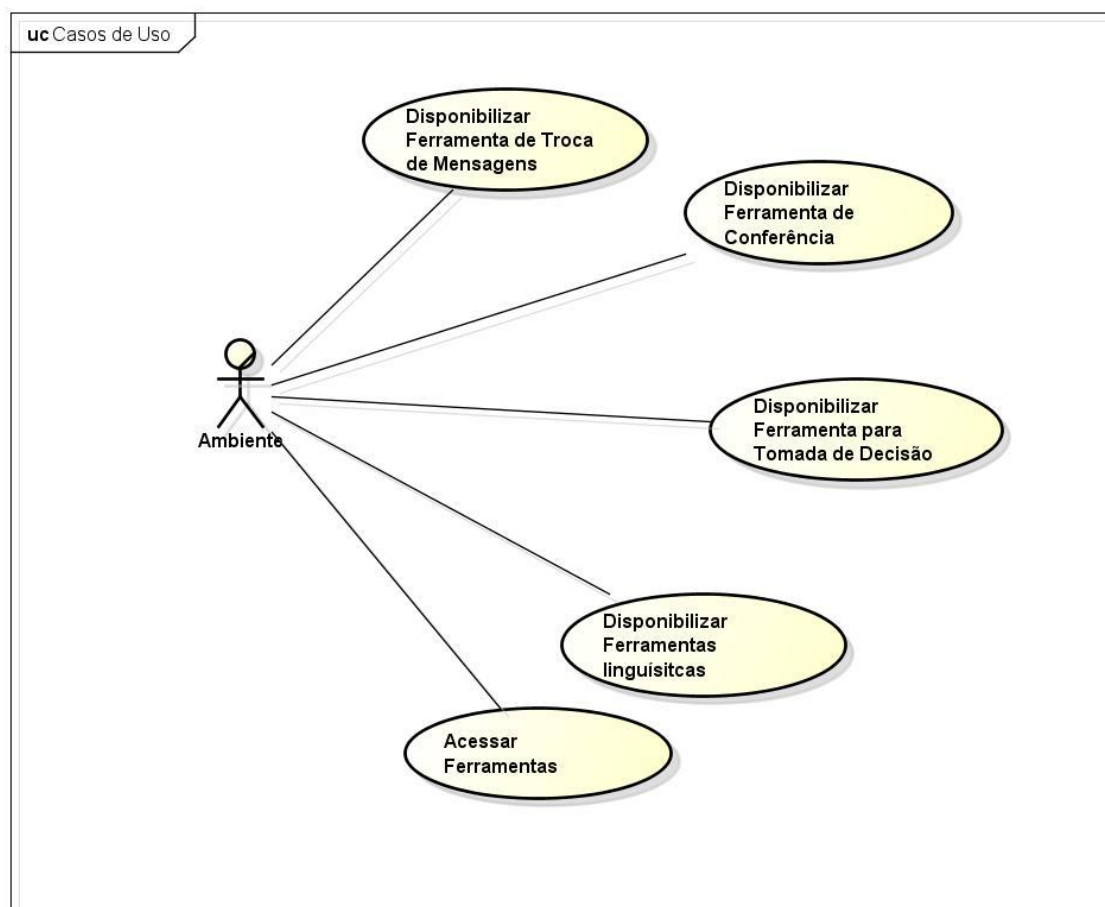 uc Casos de Uso
Disponibilizar
Ferramenta de Troca
de Mensagens
Disponibilizar
Ferramenta de
Conferência
Ambiente
Disponibilizar
Ferramenta para
Tomada de Decisão
Disponibilizar
Ferramentas
linguísitcas
Acessar
Ferramentas